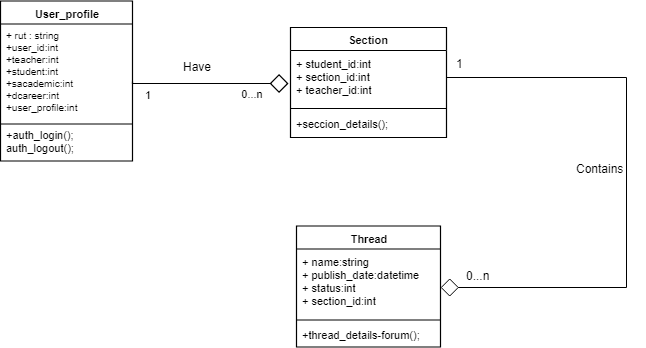 User_profile
+ rut : string
+user_id:int
+teacher:int
+student:int
+sacademic:int
+dcareer:int
+user_profile:int
+auth_login();
auth_logout();
Have
1
0...n
Section
+ student_id:int
+ section_id:int
+ teacher_id:int
+seccion_details();
1
Contains
Thread
+ name:string
+ publish_date:datetime
+ status:int
+ section_id:int
+thread_details-forum();
0...n